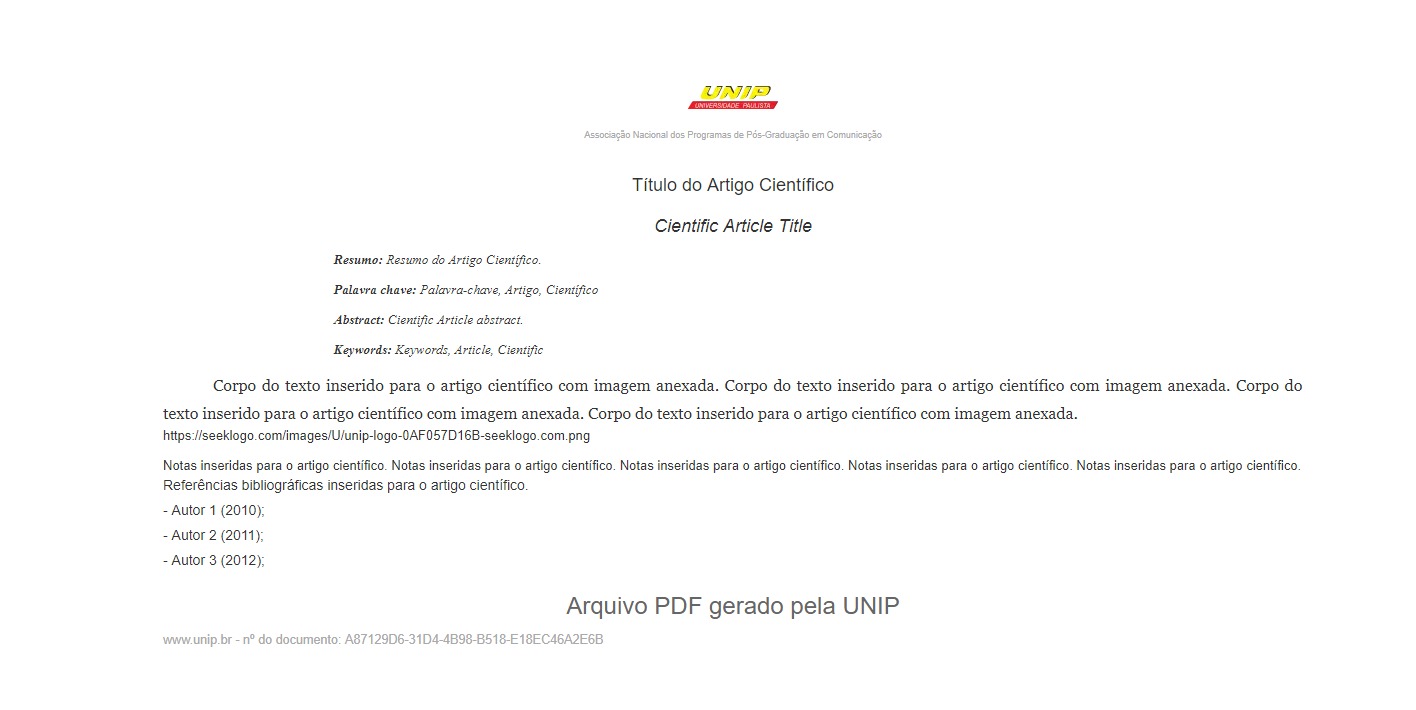 UNIP
UNIVERSIDADE PAULISTA
Associação Nacional dos Programas de Pós-Graduação em Comunicação
Título do Artigo Científico
Cientific Article Title
Resumo: Resumo do Artigo Científico.
Palavra chave: Palavra-chave, Artigo, Científico
Abstract: Cientific Article abstract.
Keywords: Keywords, Article, Cientific
Corpo do texto inserido para o artigo científico com imagem anexada. Corpo do texto inserido para o artigo científico com imagem anexada. Corpo do
texto inserido para o artigo científico com imagem anexada. Corpo do texto inserido para o artigo científico com imagem anexada.
https://seeklogo.com/images/U/unip-logo-0AF057D16B-seeklogo.com.png
Notas inseridas para o artigo científico. Notas inseridas para o artigo científico. Notas inseridas para o artigo científico. Notas inseridas para o artigo científico. Notas inseridas para o artigo científico.
Referências bibliográficas inseridas para o artigo científico.
- Autor 1 (2010);
- Autor 2 (2011);
- Autor 3 (2012);
Arquivo PDF gerado pela UNIP
www.unip.br - nº do documento: A87129D6-31D4-4B98-B518-E18EC46A2E6B